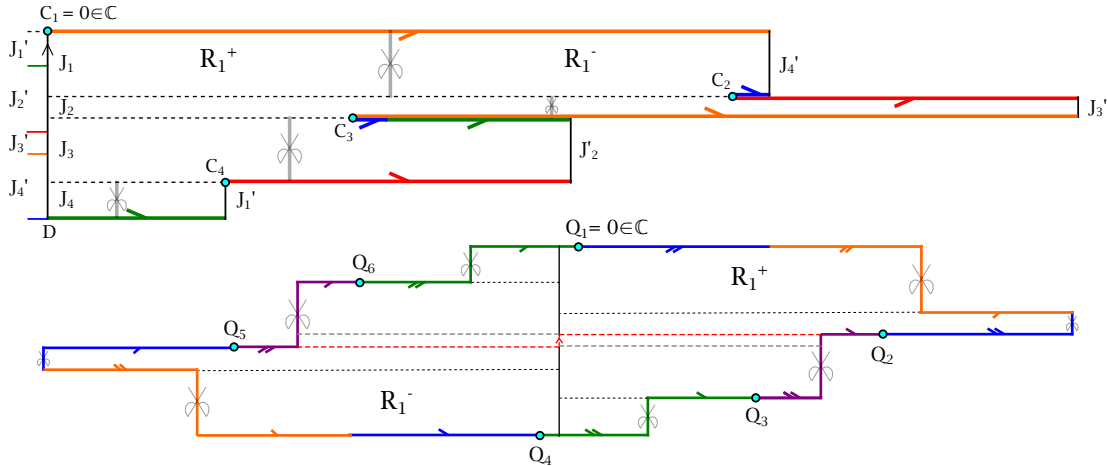 C₁= 0∈ℂ
J₁'
J₁
R₁⁺
R₁⁻
J₄'
C₂
J₂'
J₂
J₃'
C₃
J₃'
J₃
J'₂
C₄
J₄'
J₄
J₁'
D
Q₁= 0∈ℂ
Q₆
R₁⁺
Q₅
Q₂
R₁⁻
Q₃
Q₄